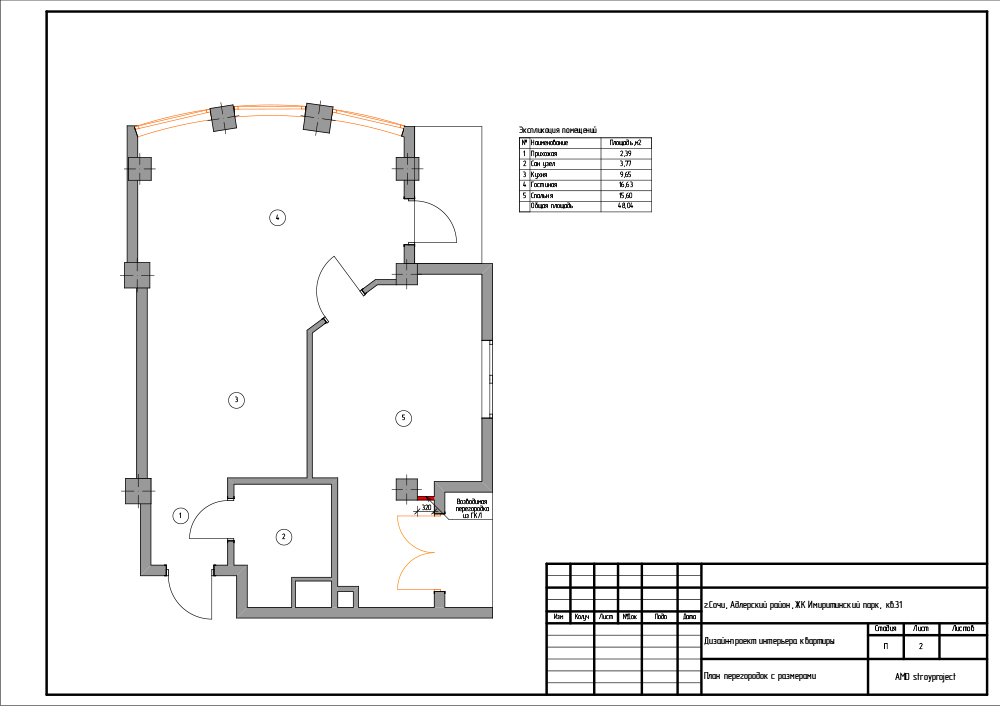 Экспликация помещений
№ Наименование Площадь,м2
1 Прихожая 2,39
2 Сан узел 3,77
3 Кухня 9,65
4 Гостиная 16,63
5 Спальня 15,60
Общая площадь 48,04
4
3
5
1
2
320
Возводимая
перегородка
из ГКЛ
г.Сочи, Адлерский район, ЖК Имиритинский парк, кв.31
Изм Колуч Лист №Док Подп Дата
Дизайн-проект интерьера квартиры
Стадия Лист Листов
П 2
План перегородок с размерами
AMD stroyproject